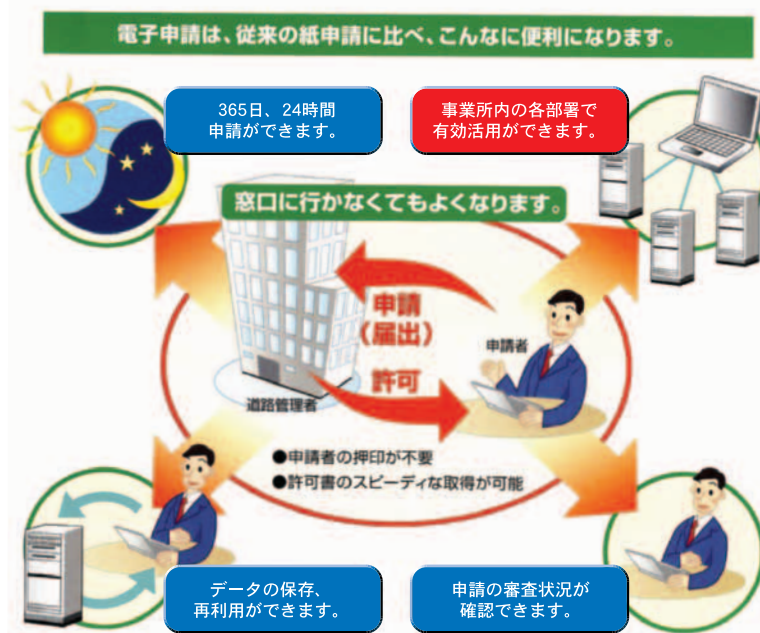 電子申請は、従来の紙申請に比べ、こんなに便利になります。
365日、24時間
申請ができます。
事業所内の各部署で
有効活用ができます。
窓口に行かなくてもよくなります。
申請
(届出)
申請者
許可
道路管理者
●申請者の押印が不要
●許可書のスピーディな取得が可能
データの保存、
再利用ができます。
申請の審査状況が
確認できます。